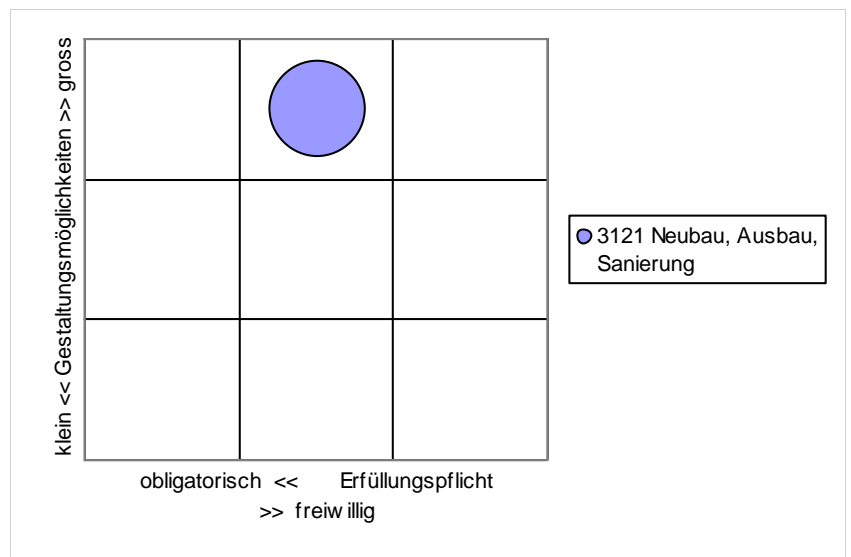 klein << Gestaltungsmöglichkeiten >> gross
3121 Neubau, Ausbau,
Sanierung
obligatorisch << Erfüllungspflicht
>> freiwillig